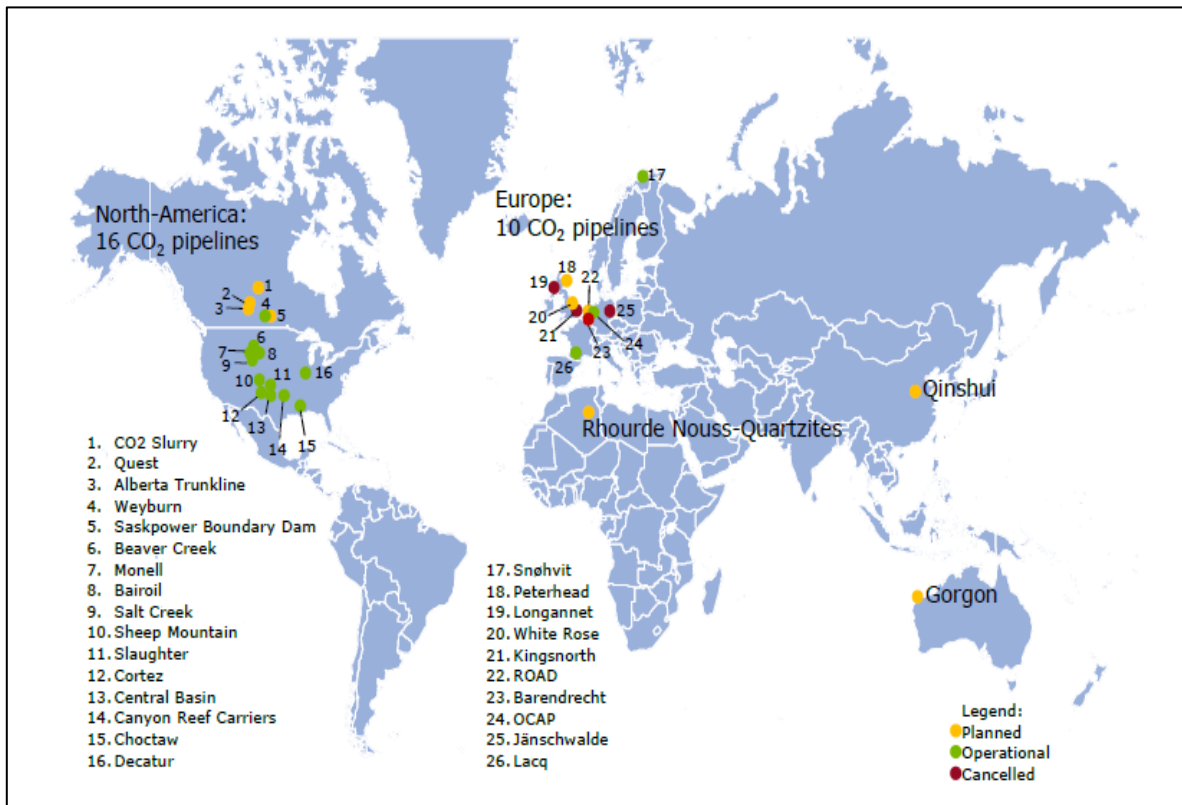 North-America:
16 CO₂ pipelines
Europe:
10 CO₂ pipelines
17
18
19
22
1
2
4
3
5
20
25
21
6
7
8
9
23
24
26
10
11
16
12
13
14
15
Qinshui
Rhourde Nouss-Quartzites
Gorgon
1. CO2 Slurry
2. Quest
3. Alberta Trunkline
4. Weyburn
5. Saskpower Boundary Dam
6. Beaver Creek
7. Monell
8. Bairoil
9. Salt Creek
10. Sheep Mountain
11. Slaughter
12. Cortez
13. Central Basin
14. Canyon Reef Carriers
15. Choctaw
16. Decatur
17. Snøhvit
18. Peterhead
19. Longannet
20. White Rose
21. Kingsnorth
22. ROAD
23. Barendrecht
24. OCAP
25. Jänschwalde
26. Lacq
Legend:
Planned
Operational
Cancelled